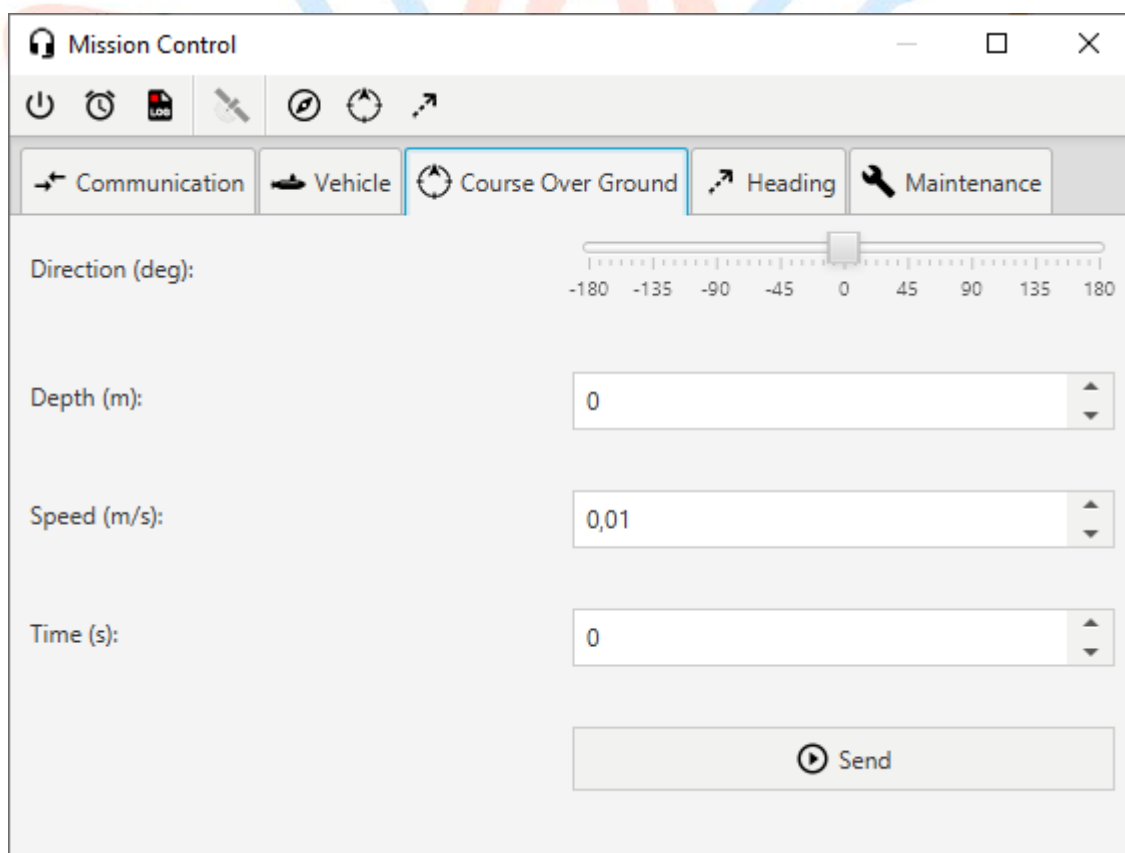 Mission Control
LOG
Communication Vehicle Course Over Ground Heading Maintenance
Direction (deg):
-180 -135 -90 -45 0 45 90 135 180
Depth (m): 0
Speed (m/s): 0,01
Time (s): 0
Send